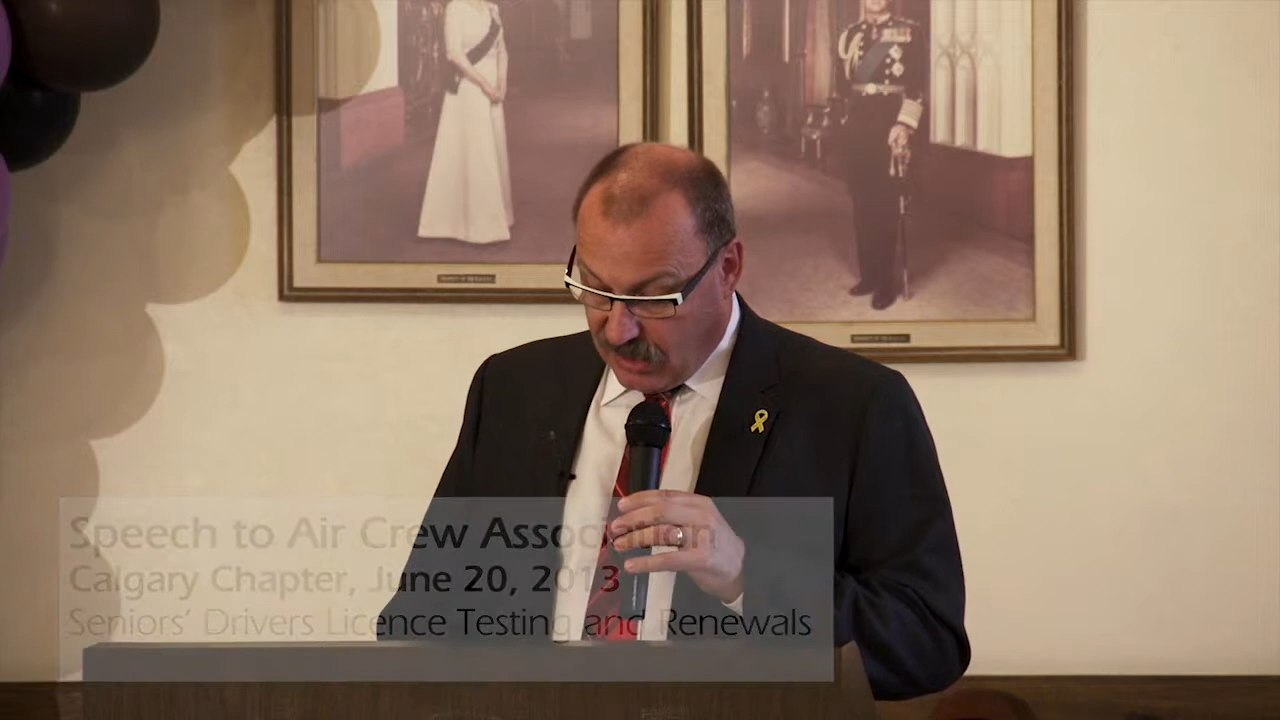 Speech to Air Crew Association
Calgary Chapter, June 20, 2013
Seniors' Drivers Licence Testing and Renewals